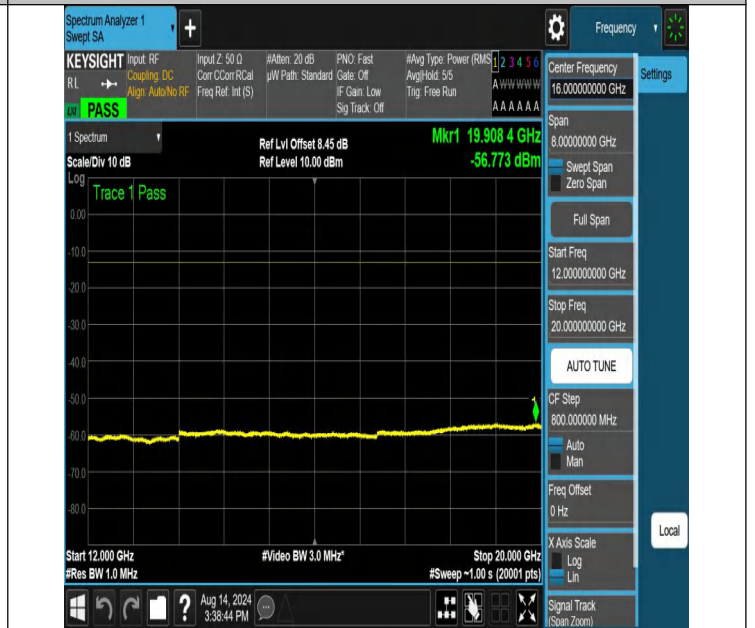 Spectrum Analyzer 1
Swept SA
+
Frequency
KEYSIGHT
RL
PASS
Input: RF
Coupling: DC
Align: Auto/No RF
Input Z: 50 Ω
Corr CCorr RCal
Freq Ref: Int (S)
#Atten: 20 dB
µW Path: Standard
PNO: Fast
Gate: Off
IF Gain: Low
Sig Track: Off
#Avg Type: Power (RMS
Avg|Hold: 5/5
Trig: Free Run
1 2 3 4 5 6
A W W W W W
A A A A A A
1 Spectrum
Scale/Div 10 dB
Ref Lvl Offset 8.45 dB
Ref Level 10.00 dBm
Mkr1 19.908 4 GHz
-56.773 dBm
Log
Trace 1 Pass
0.00
-10.0
-20.0
-30.0
-40.0
-50.0
-60.0
-70.0
-80.0
1
Start 12.000 GHz
#Res BW 1.0 MHz
#Video BW 3.0 MHz*
Stop 20.000 GHz
#Sweep ~1.00 s (20001 pts)
?
Aug 14, 2024
3:38:44 PM
Center Frequency
16.000000000 GHz
Span
8.00000000 GHz
Swept Span
Zero Span
Full Span
Start Freq
12.000000000 GHz
Stop Freq
20.000000000 GHz
AUTO TUNE
CF Step
800.000000 MHz
Auto
Man
Freq Offset
0 Hz
X Axis Scale
Log
Lin
Signal Track
(Span Zoom)
Settings
Local